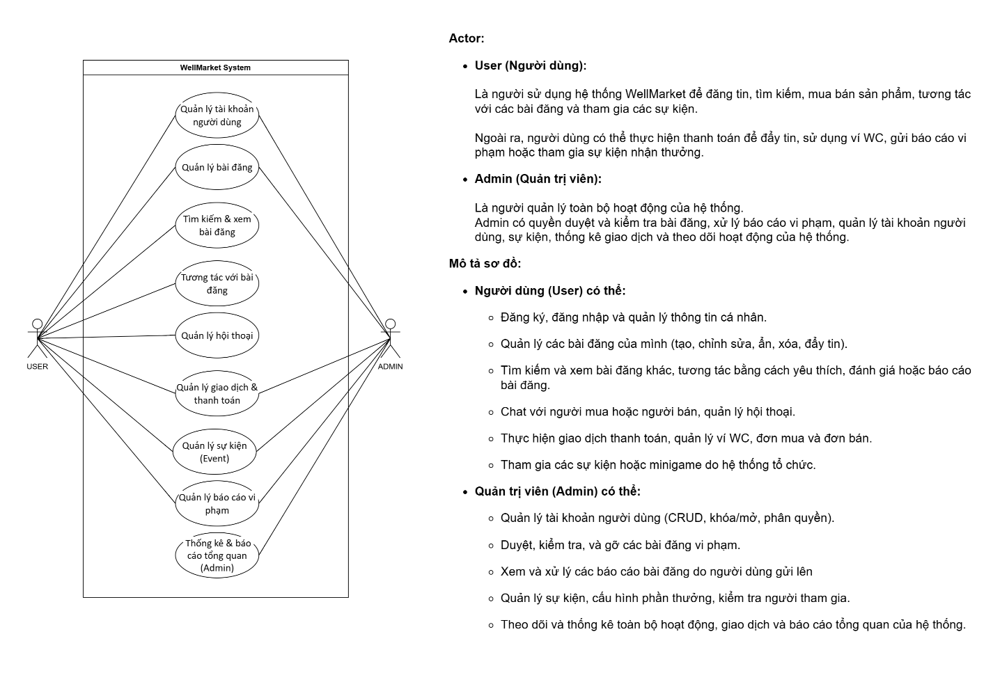 WellMarket System
Quản lý tài khoản
người dùng
Quản lý bài đăng
Tìm kiếm & xem
bài đăng
Tương tác với bài
đăng
Quản lý hội thoại
Quản lý giao dịch &
thanh toán
Quản lý sự kiện
(Event)
Quản lý báo cáo vi
phạm
Thống kê & báo
cáo tổng quan
(Admin)
USER
ADMIN
Actor:
• User (Người dùng):
Là người sử dụng hệ thống WellMarket để đăng tin, tìm kiếm, mua bán sản phẩm, tương tác
với các bài đăng và tham gia các sự kiện.
Ngoài ra, người dùng có thể thực hiện thanh toán để đẩy tin, sử dụng ví WC, gửi báo cáo vi
phạm hoặc tham gia sự kiện nhận thưởng.
• Admin (Quản trị viên):
Là người quản lý toàn bộ hoạt động của hệ thống.
Admin có quyền duyệt và kiểm tra bài đăng, xử lý báo cáo vi phạm, quản lý tài khoản người
dùng, sự kiện, thống kê giao dịch và theo dõi hoạt động của hệ thống.
Mô tả sơ đồ:
• Người dùng (User) có thể:
○ Đăng ký, đăng nhập và quản lý thông tin cá nhân.
○ Quản lý các bài đăng của mình (tạo, chỉnh sửa, ẩn, xóa, đẩy tin).
○ Tìm kiếm và xem bài đăng khác, tương tác bằng cách yêu thích, đánh giá hoặc báo cáo
bài đăng.
○ Chat với người mua hoặc người bán, quản lý hội thoại.
○ Thực hiện giao dịch thanh toán, quản lý ví WC, đơn mua và đơn bán.
○ Tham gia các sự kiện hoặc minigame do hệ thống tổ chức.
• Quản trị viên (Admin) có thể:
○ Quản lý tài khoản người dùng (CRUD, khóa/mở, phân quyền).
○ Duyệt, kiểm tra, và gỡ các bài đăng vi phạm.
○ Xem và xử lý các báo cáo bài đăng do người dùng gửi lên
○ Quản lý sự kiện, cấu hình phần thưởng, kiểm tra người tham gia.
○ Theo dõi và thống kê toàn bộ hoạt động, giao dịch và báo cáo tổng quan của hệ thống.